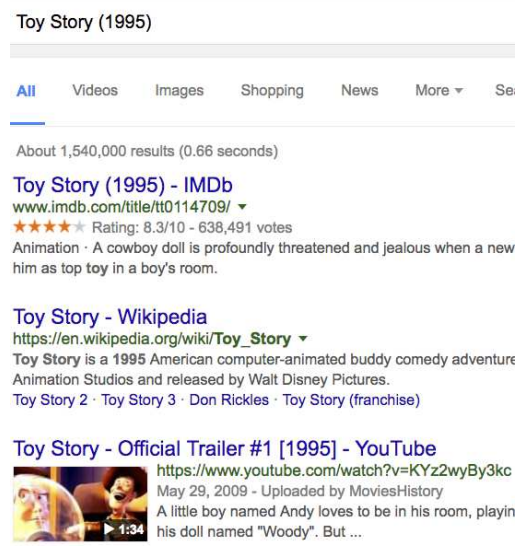 Toy Story (1995)
All Videos Images Shopping News More
About 1,540,000 results (0.66 seconds)
Toy Story (1995) - IMDb
www.imdb.com/title/tt0114709/
Rating: 8.3/10 - 638,491 votes
Animation · A cowboy doll is profoundly threatened and jealous when a new
him as top toy in a boy's room.
Toy Story - Wikipedia
https://en.wikipedia.org/wiki/Toy_Story
Toy Story is a 1995 American computer-animated buddy comedy adventure
Animation Studios and released by Walt Disney Pictures.
Toy Story 2 · Toy Story 3 · Don Rickles · Toy Story (franchise)
Toy Story - Official Trailer #1 [1995] - YouTube
https://www.youtube.com/watch?v=KYz2wyBy3kc
May 29, 2009 - Uploaded by MoviesHistory
A little boy named Andy loves to be in his room, playin
1:34 his doll named "Woody". But ...